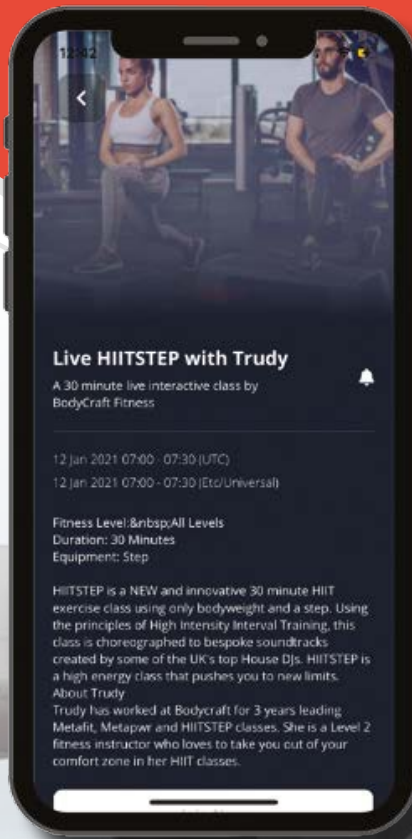 12:42
Live HIITSTEP with Trudy
A 30 minute live interactive class by
BodyCraft Fitness
12 Jan 2021 07:00 - 07:30 (UTC)
12 Jan 2021 07:00 - 07:30 (Etc/Universal)
Fitness Level:&nbsp;All Levels
Duration: 30 Minutes
Equipment: Step
HIITSTEP is a NEW and innovative 30 minute HIIT
exercise class using only bodyweight and a step. Using
the principles of High Intensity Interval Training, this
class is choreographed to bespoke soundtracks
created by some of the UK's top House DJs. HIITSTEP is
a high energy class that pushes you to new limits.
About Trudy
Trudy has worked at Bodycraft for 3 years leading
Metafit, Metapwr and HIITSTEP classes. She is a Level 2
fitness instructor who loves to take you out of your
comfort zone in her HIIT classes.